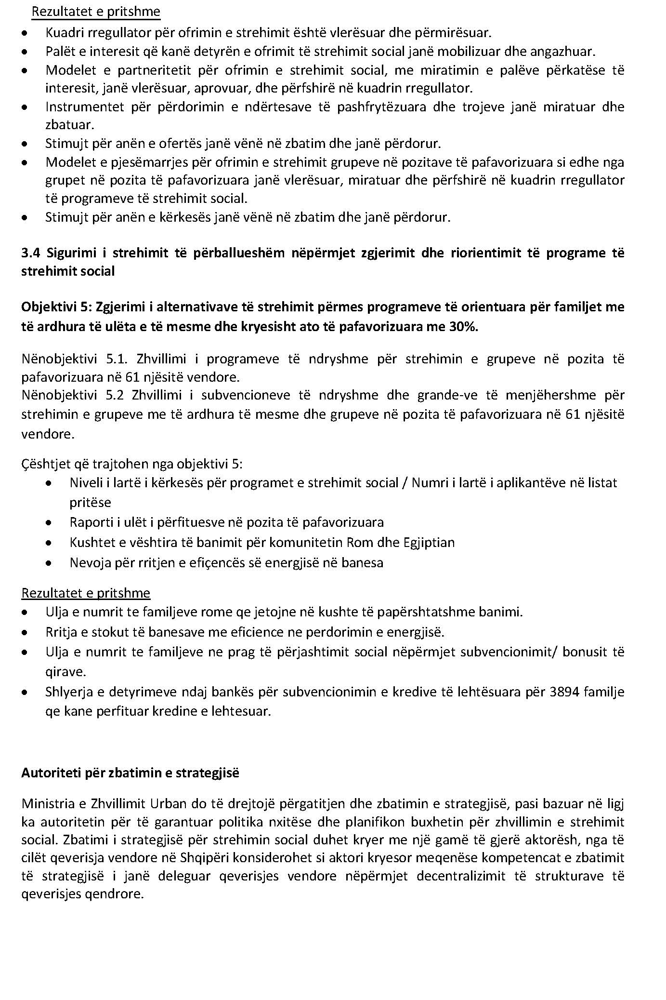 Rezultatet e pritshme
• Kuadri rregullator për ofrimin e strehimit është vlerësuar dhe përmirësuar.
• Palët e interesit që kanë detyrën e ofrimit të strehimit social janë mobilizuar dhe angazhuar.
• Modelet e partneritetit për ofrimin e strehimit social, me miratimin e palëve përkatëse të
interesit, janë vlerësuar, aprovuar, dhe përfshirë në kuadrin rregullator.
• Instrumentet për përdorimin e ndërtesave të pashfrytëzuara dhe trojeve janë miratuar dhe
zbatuar.
• Stimujt për anën e ofertës janë vënë në zbatim dhe janë përdorur.
• Modelet e pjesëmarrjes për ofrimin e strehimit grupeve në pozitave të pafavorizuara si edhe nga
grupet në pozita të pafavorizuara janë vlerësuar, miratuar dhe përfshirë në kuadrin rregullator
të programeve të strehimit social.
• Stimujt për anën e kërkesës janë vënë në zbatim dhe janë përdorur.
3.4 Sigurimi i strehimit të përballueshëm nëpërmjet zgjerimit dhe riorientimit të programe të
strehimit social
Objektivi 5: Zgjerimi i alternativave të strehimit përmes programeve të orientuara për familjet me
të ardhura të ulëta e të mesme dhe kryesisht ato të pafavorizuara me 30%.
Nënobjektivi 5.1. Zhvillimi i programeve të ndryshme për strehimin e grupeve në pozita të
pafavorizuara në 61 njësitë vendore.
Nënobjektivi 5.2 Zhvillimi i subvencioneve të ndryshme dhe grande-ve të menjëhershme për
strehimin e grupeve me të ardhura të mesme dhe grupeve në pozita të pafavorizuara në 61 njësitë
vendore.
Çështjet që trajtohen nga objektivi 5:
• Niveli i lartë i kërkesës për programet e strehimit social / Numri i lartë i aplikantëve në listat
pritëse
• Raporti i ulët i përfituesve në pozita të pafavorizuara
• Kushtet e vështira të banimit për komunitetin Rom dhe Egjiptian
• Nevoja për rritjen e efiçencës së energjisë në banesa
Rezultatet e pritshme
• Ulja e numrit te familjeve rome qe jetojne në kushte të papërshtatshme banimi.
• Rritja e stokut të banesave me eficience ne perdorimin e energjisë.
• Ulja e numrit te familjeve ne prag të përjashtimit social nëpërmjet subvencionimit/ bonusit të
qirave.
• Shlyerja e detyrimeve ndaj bankës për subvencionimin e kredive të lehtësuara për 3894 familje
qe kane perfituar kredine e lehtesuar.
Autoriteti për zbatimin e strategjisë
Ministria e Zhvillimit Urban do të drejtojë përgatitjen dhe zbatimin e strategjisë, pasi bazuar në ligj
ka autoritetin për të garantuar politika nxitëse dhe planifikon buxhetin për zhvillimin e strehimit
social. Zbatimi i strategjisë për strehimin social duhet kryer me një gamë të gjerë aktorësh, nga të
cilët qeverisja vendore në Shqipëri konsiderohet si aktori kryesor meqenëse kompetencat e zbatimit
të strategjisë i janë deleguar qeverisjes vendore nëpërmjet decentralizimit të strukturave të
qeverisjes qendrore.